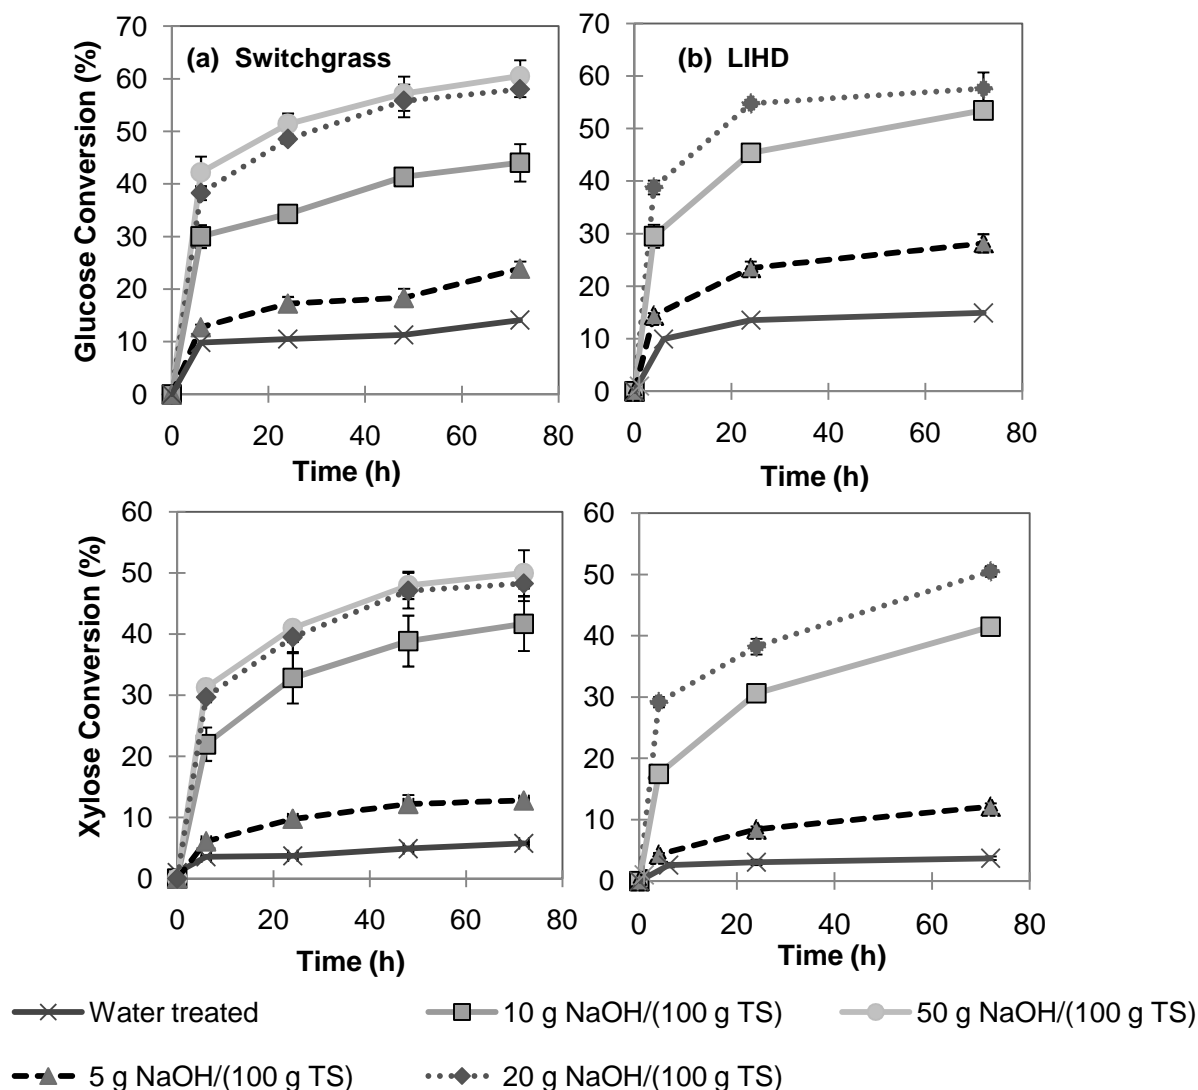 (a) Switchgrass
Glucose Conversion (%)
70
60
50
40
30
20
10
0
0 20 40 60 80
Time (h)
(b) LIHD
70
60
50
40
30
20
10
0
0 20 40 60 80
Time (h)
Xylose Conversion (%)
60
50
40
30
20
10
0
0 20 40 60 80
Time (h)
60
50
40
30
20
10
0
0 20 40 60 80
Time (h)
Water treated 10 g NaOH/(100 g TS) 50 g NaOH/(100 g TS)
5 g NaOH/(100 g TS) 20 g NaOH/(100 g TS)